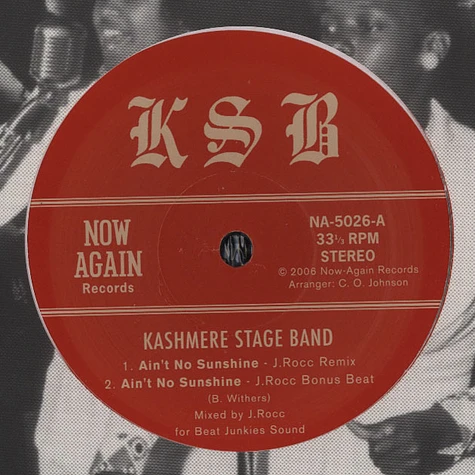 K S B
NOW
AGAIN
Records
NA-5026-A
33⅓ RPM
STEREO
© 2006 Now-Again Records
Arranger: C. O. Johnson
KASHMERE STAGE BAND
1. Ain't No Sunshine - J.Rocc Remix
2. Ain't No Sunshine - J.Rocc Bonus Beat
(B. Withers)
Mixed by J.Rocc
for Beat Junkies Sound